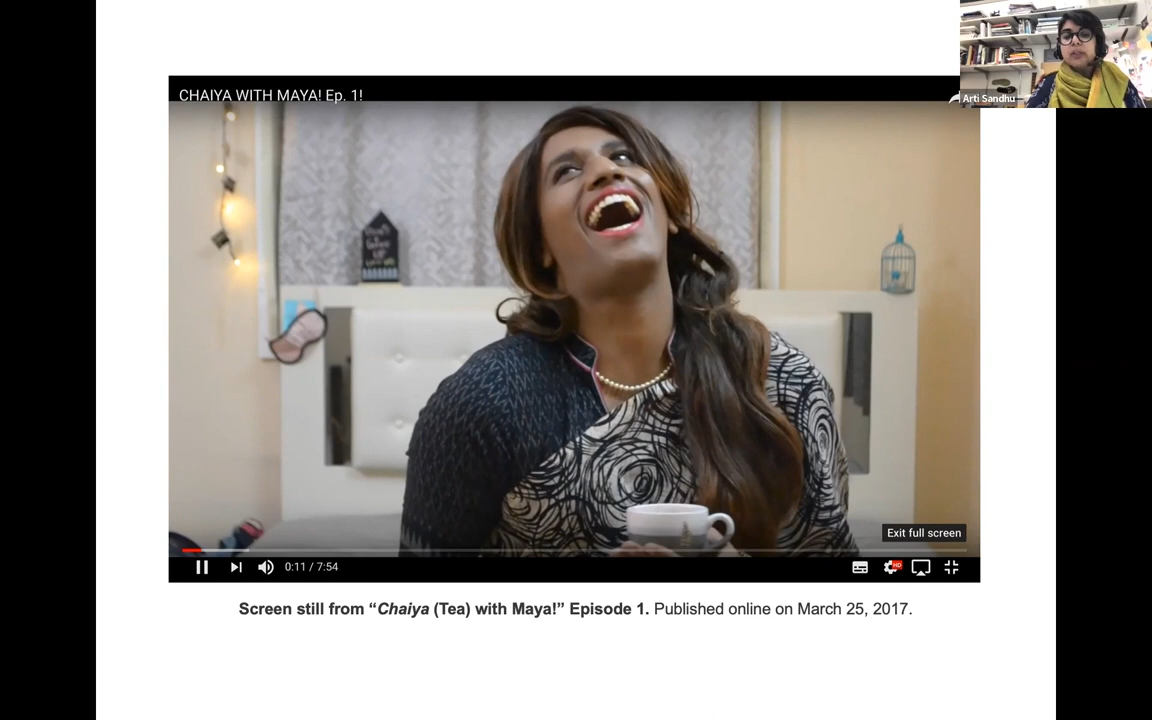 CHAIYA WITH MAYA! Ep. 1!
Arti Sandhu
Exit full screen
0:11 / 7:54
HD
Screen still from “Chaiya (Tea) with Maya!” Episode 1. Published online on March 25, 2017.